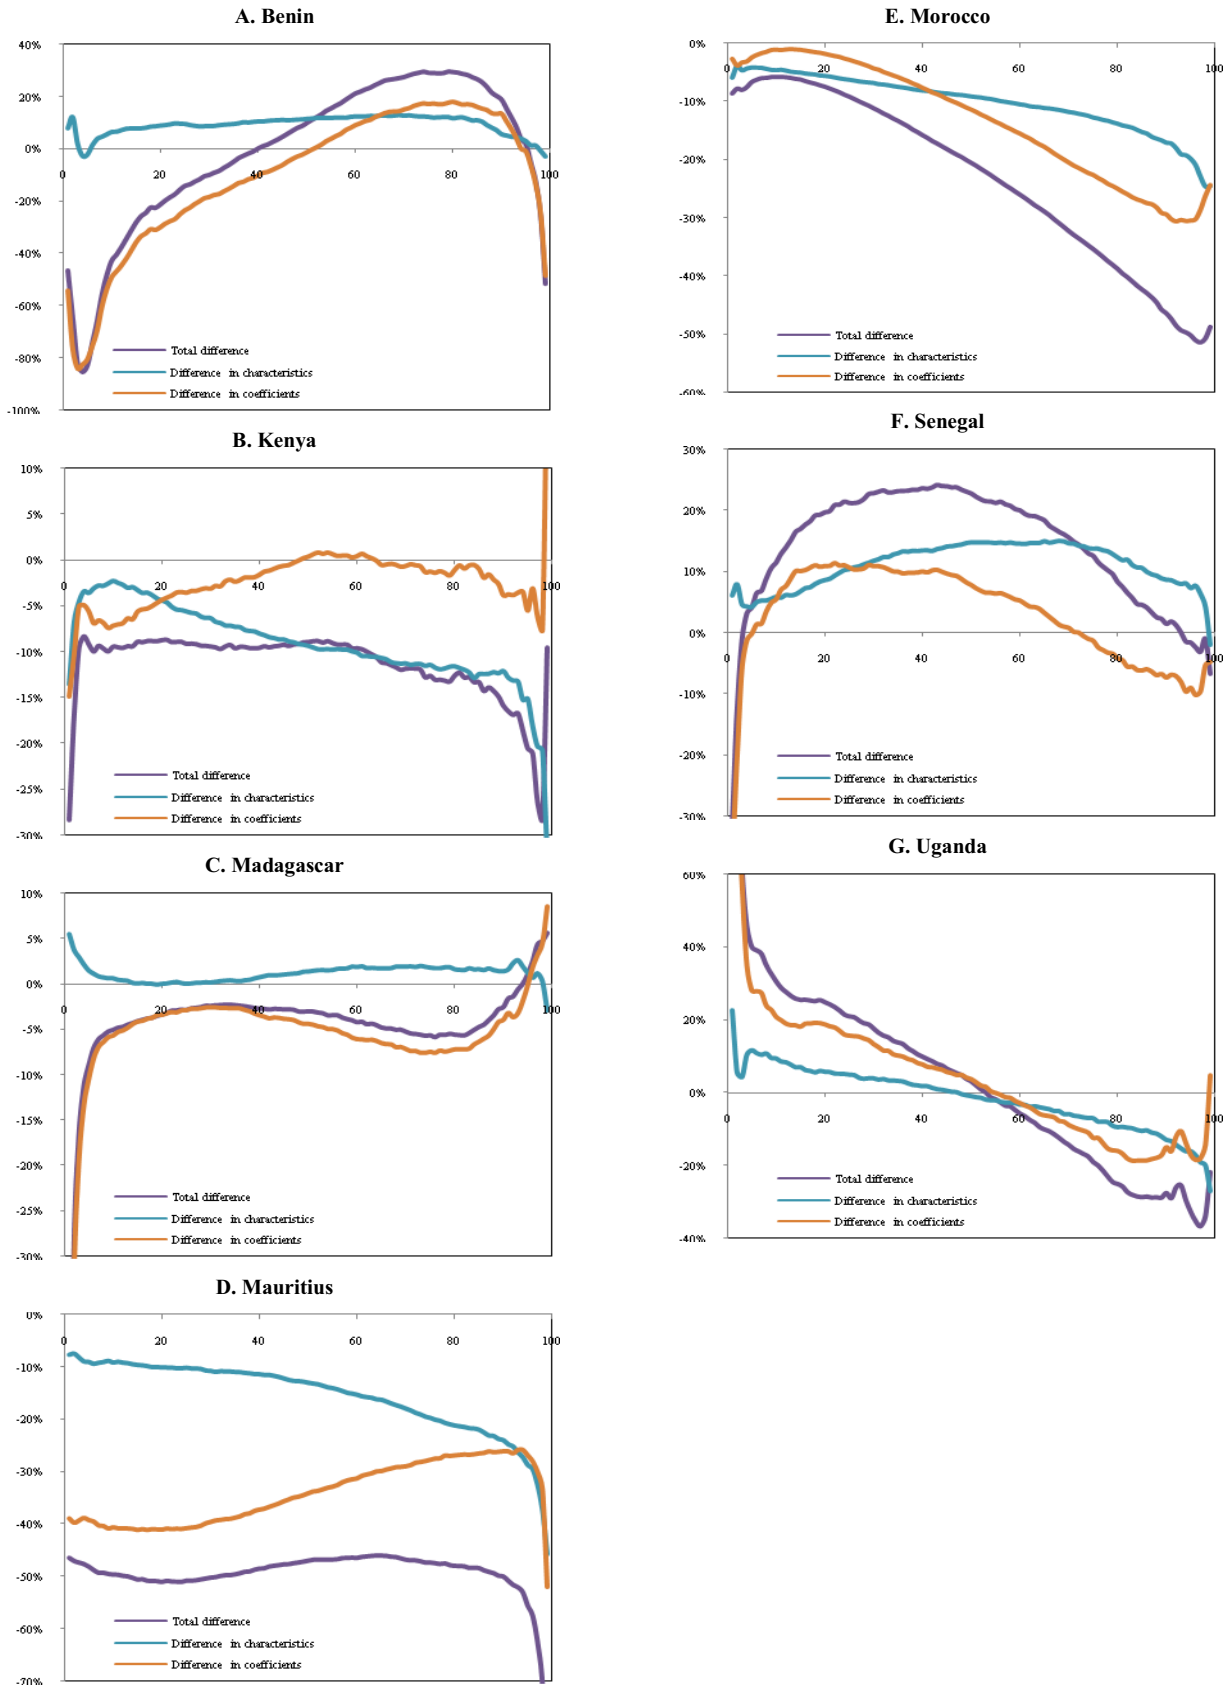 A. Benin
40%
20%
0%
0 20 40 60 80 100
-20%
-40%
-60%
-80%
-100%
Total difference
Difference in characteristics
Difference in coefficients
B. Kenya
10%
5%
0%
0 20 40 60 80 100
-5%
-10%
-15%
-20%
-25%
-30%
Total difference
Difference in characteristics
Difference in coefficients
C. Madagascar
10%
5%
0%
0 20 40 60 80 100
-5%
-10%
-15%
-20%
-25%
-30%
Total difference
Difference in characteristics
Difference in coefficients
D. Mauritius
0%
0 20 40 60 80 100
-10%
-20%
-30%
-40%
-50%
-60%
-70%
Total difference
Difference in characteristics
Difference in coefficients
E. Morocco
0%
0 20 40 60 80 100
-10%
-20%
-30%
-40%
-50%
-60%
Total difference
Difference in characteristics
Difference in coefficients
F. Senegal
30%
20%
10%
0%
0 20 40 60 80 100
-10%
-20%
-30%
Total difference
Difference in characteristics
Difference in coefficients
G. Uganda
60%
40%
20%
0%
0 20 40 60 80 100
-20%
-40%
Total difference
Difference in characteristics
Difference in coefficients